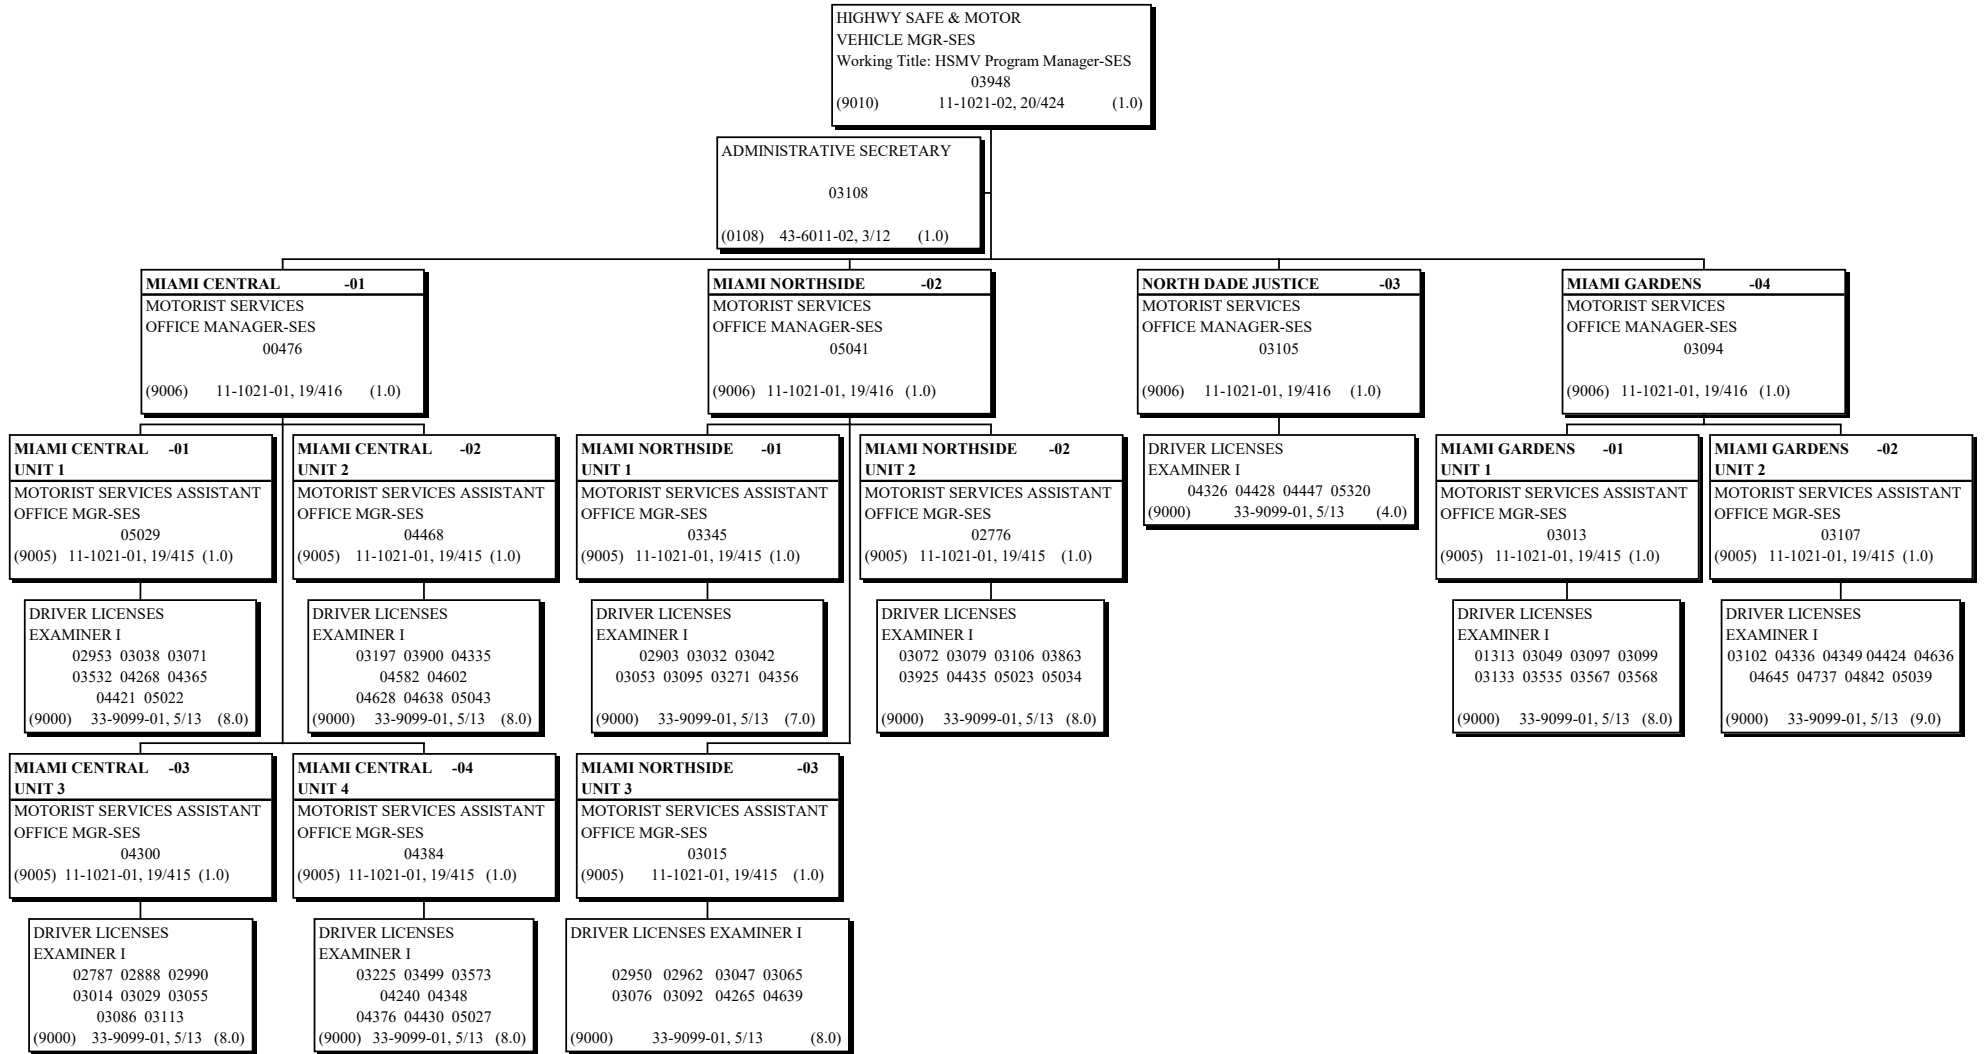 HIGHWY SAFE & MOTOR
VEHICLE MGR-SES
Working Title: HSMV Program Manager-SES
03948
(9010) 11-1021-02, 20/424 (1.0)
ADMINISTRATIVE SECRETARY
03108
(0108) 43-6011-02, 3/12 (1.0)
MIAMI CENTRAL -01
MOTORIST SERVICES
OFFICE MANAGER-SES
00476
(9006) 11-1021-01, 19/416 (1.0)
MIAMI NORTHSIDE -02
MOTORIST SERVICES
OFFICE MANAGER-SES
05041
(9006) 11-1021-01, 19/416 (1.0)
NORTH DADE JUSTICE -03
MOTORIST SERVICES
OFFICE MANAGER-SES
03105
(9006) 11-1021-01, 19/416 (1.0)
MIAMI GARDENS -04
MOTORIST SERVICES
OFFICE MANAGER-SES
03094
(9006) 11-1021-01, 19/416 (1.0)
MIAMI CENTRAL -01
UNIT 1
MOTORIST SERVICES ASSISTANT
OFFICE MGR-SES
05029
(9005) 11-1021-01, 19/415 (1.0)
MIAMI CENTRAL -02
UNIT 2
MOTORIST SERVICES ASSISTANT
OFFICE MGR-SES
04468
(9005) 11-1021-01, 19/415 (1.0)
MIAMI NORTHSIDE -01
UNIT 1
MOTORIST SERVICES ASSISTANT
OFFICE MGR-SES
03345
(9005) 11-1021-01, 19/415 (1.0)
MIAMI NORTHSIDE -02
UNIT 2
MOTORIST SERVICES ASSISTANT
OFFICE MGR-SES
02776
(9005) 11-1021-01, 19/415 (1.0)
DRIVER LICENSES
EXAMINER I
04326 04428 04447 05320
(9000) 33-9099-01, 5/13 (4.0)
MIAMI GARDENS -01
UNIT 1
MOTORIST SERVICES ASSISTANT
OFFICE MGR-SES
03013
(9005) 11-1021-01, 19/415 (1.0)
MIAMI GARDENS -02
UNIT 2
MOTORIST SERVICES ASSISTANT
OFFICE MGR-SES
03107
(9005) 11-1021-01, 19/415 (1.0)
DRIVER LICENSES
EXAMINER I
02953 03038 03071
03532 04268 04365
04421 05022
(9000) 33-9099-01, 5/13 (8.0)
DRIVER LICENSES
EXAMINER I
03197 03900 04335
04582 04602
04628 04638 05043
(9000) 33-9099-01, 5/13 (8.0)
DRIVER LICENSES
EXAMINER I
02903 03032 03042
03053 03095 03271 04356
(9000) 33-9099-01, 5/13 (7.0)
DRIVER LICENSES
EXAMINER I
03072 03079 03106 03863
03925 04435 05023 05034
(9000) 33-9099-01, 5/13 (8.0)
DRIVER LICENSES
EXAMINER I
01313 03049 03097 03099
03133 03535 03567 03568
(9000) 33-9099-01, 5/13 (8.0)
DRIVER LICENSES
EXAMINER I
03102 04336 04349 04424 04636
04645 04737 04842 05039
(9000) 33-9099-01, 5/13 (9.0)
MIAMI CENTRAL -03
UNIT 3
MOTORIST SERVICES ASSISTANT
OFFICE MGR-SES
04300
(9005) 11-1021-01, 19/415 (1.0)
MIAMI CENTRAL -04
UNIT 4
MOTORIST SERVICES ASSISTANT
OFFICE MGR-SES
04384
(9005) 11-1021-01, 19/415 (1.0)
MIAMI NORTHSIDE -03
UNIT 3
MOTORIST SERVICES ASSISTANT
OFFICE MGR-SES
03015
(9005) 11-1021-01, 19/415 (1.0)
DRIVER LICENSES
EXAMINER I
02787 02888 02990
03014 03029 03055
03086 03113
(9000) 33-9099-01, 5/13 (8.0)
DRIVER LICENSES
EXAMINER I
03225 03499 03573
04240 04348
04376 04430 05027
(9000) 33-9099-01, 5/13 (8.0)
DRIVER LICENSES EXAMINER I
02950 02962 03047 03065
03076 03092 04265 04639
(9000) 33-9099-01, 5/13 (8.0)